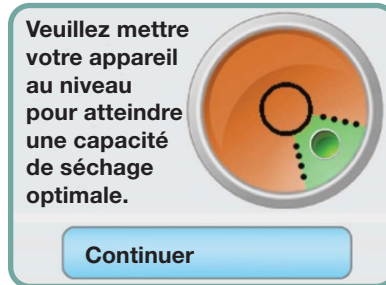 Veuillez mettre
votre appareil
au niveau
pour atteindre
une capacité
de séchage
optimale.
Continuer